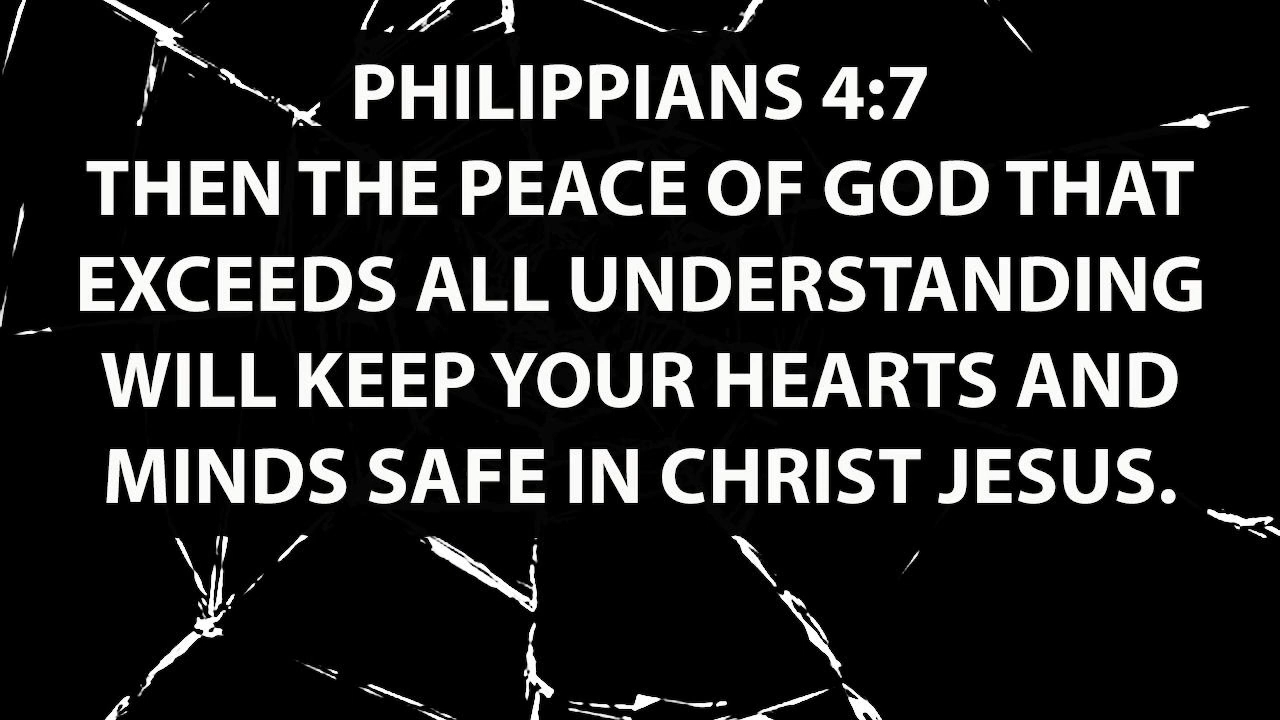 PHILIPPIANS 4:7
THEN THE PEACE OF GOD THAT
EXCEEDS ALL UNDERSTANDING
WILL KEEP YOUR HEARTS AND
MINDS SAFE IN CHRIST JESUS.